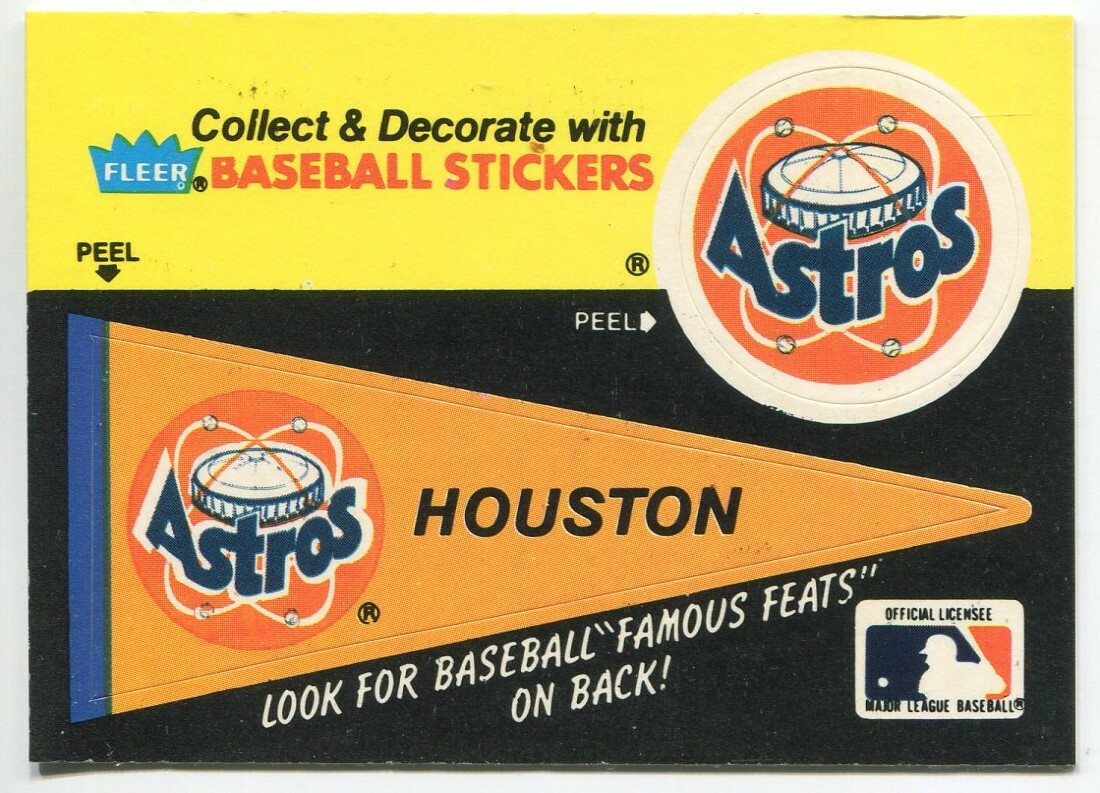 Collect & Decorate with
FLEER® BASEBALL STICKERS
PEEL
®
PEEL
Astros
Astros
HOUSTON
®
LOOK FOR BASEBALL "FAMOUS FEATS"
ON BACK!
OFFICIAL LICENSEE
MAJOR LEAGUE BASEBALL®